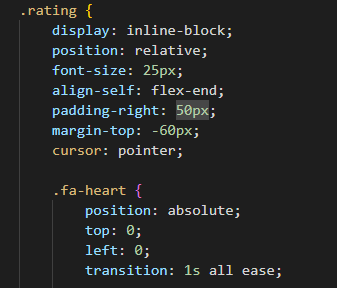 .rating {
    display: inline-block;
    position: relative;
    font-size: 25px;
    align-self: flex-end;
    padding-right: 50px;
    margin-top: -60px;
    cursor: pointer;

    .fa-heart {
        position: absolute;
        top: 0;
        left: 0;
        transition: 1s all ease;